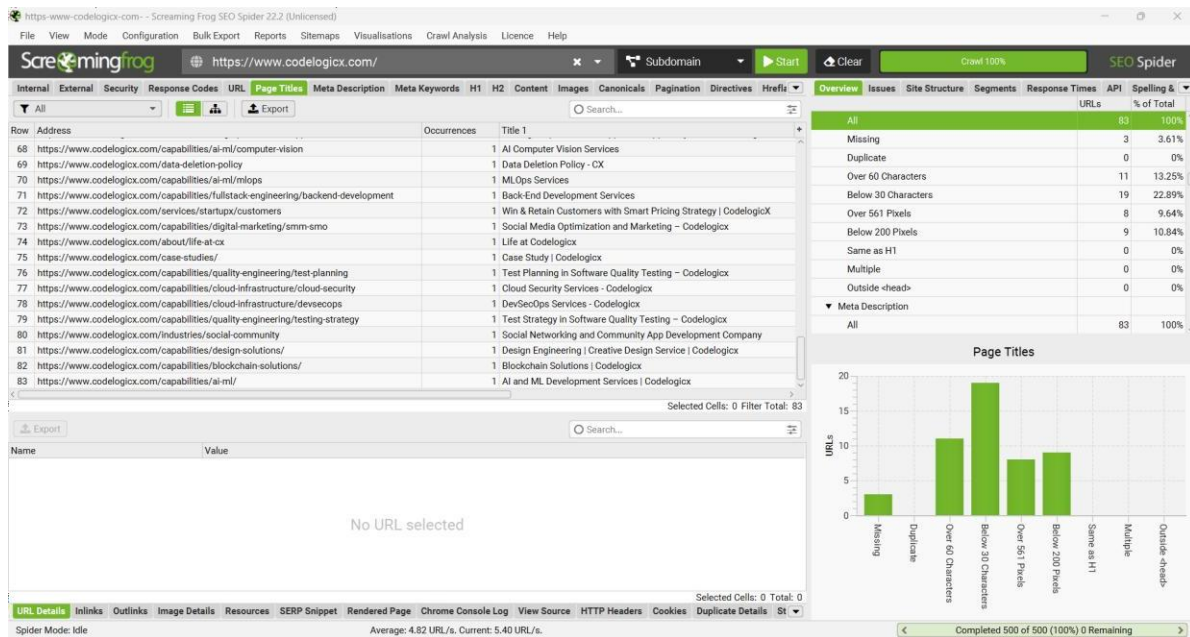 https-www-codelogicx-com- - Screaming Frog SEO Spider 22.2 (Unlicensed)
File View Mode Configuration Bulk Export Reports Sitemaps Visualisations Crawl Analysis Licence Help
Screamingfrog https://www.codelogicx.com/ Subdomain Start Clear Crawl 100% SEO Spider
Internal External Security Response Codes URL Page Titles Meta Description Meta Keywords H1 H2 Content Images Canonicals Pagination Directives Hrefla
Overview Issues Site Structure Segments Response Times API Spelling &
All Export Search...
Row Address Occurrences Title 1 +
68 https://www.codelogicx.com/capabilities/ai-ml/computer-vision 1 AI Computer Vision Services
69 https://www.codelogicx.com/data-deletion-policy 1 Data Deletion Policy - CX
70 https://www.codelogicx.com/capabilities/ai-ml/mlops 1 MLOps Services
71 https://www.codelogicx.com/capabilities/fullstack-engineering/backend-development 1 Back-End Development Services
72 https://www.codelogicx.com/services/startupx/customers 1 Win & Retain Customers with Smart Pricing Strategy | CodelogicX
73 https://www.codelogicx.com/capabilities/digital-marketing/smm-smo 1 Social Media Optimization and Marketing – Codelogicx
74 https://www.codelogicx.com/about/life-at-cx 1 Life at Codelogicx
75 https://www.codelogicx.com/case-studies/ 1 Case Study | Codelogicx
76 https://www.codelogicx.com/capabilities/quality-engineering/test-planning 1 Test Planning in Software Quality Testing – Codelogicx
77 https://www.codelogicx.com/capabilities/cloud-infrastructure/cloud-security 1 Cloud Security Services - Codelogicx
78 https://www.codelogicx.com/capabilities/cloud-infrastructure/devsecops 1 DevSecOps Services - Codelogicx
79 https://www.codelogicx.com/capabilities/quality-engineering/testing-strategy 1 Test Strategy in Software Quality Testing – Codelogicx
80 https://www.codelogicx.com/industries/social-community 1 Social Networking and Community App Development Company
81 https://www.codelogicx.com/capabilities/design-solutions/ 1 Design Engineering | Creative Design Service | Codelogicx
82 https://www.codelogicx.com/capabilities/blockchain-solutions/ 1 Blockchain Solutions | Codelogicx
83 https://www.codelogicx.com/capabilities/ai-ml/ 1 AI and ML Development Services | Codelogicx
Selected Cells: 0 Filter Total: 83
Export Search...
Name Value
No URL selected
Selected Cells: 0 Total: 0
URL Details Inlinks Outlinks Image Details Resources SERP Snippet Rendered Page Chrome Console Log View Source HTTP Headers Cookies Duplicate Details St
URLs % of Total
All 83 100%
Missing 3 3.61%
Duplicate 0 0%
Over 60 Characters 11 13.25%
Below 30 Characters 19 22.89%
Over 561 Pixels 8 9.64%
Below 200 Pixels 9 10.84%
Same as H1 0 0%
Multiple 0 0%
Outside <head> 0 0%
Meta Description
All 83 100%
Page Titles
URLs
20
15
10
5
0
Missing
Duplicate
Over 60 Characters
Below 30 Characters
Over 561 Pixels
Below 200 Pixels
Same as H1
Multiple
Outside <head>
Spider Mode: Idle Average: 4.82 URL/s. Current: 5.40 URL/s. Completed 500 of 500 (100%) 0 Remaining